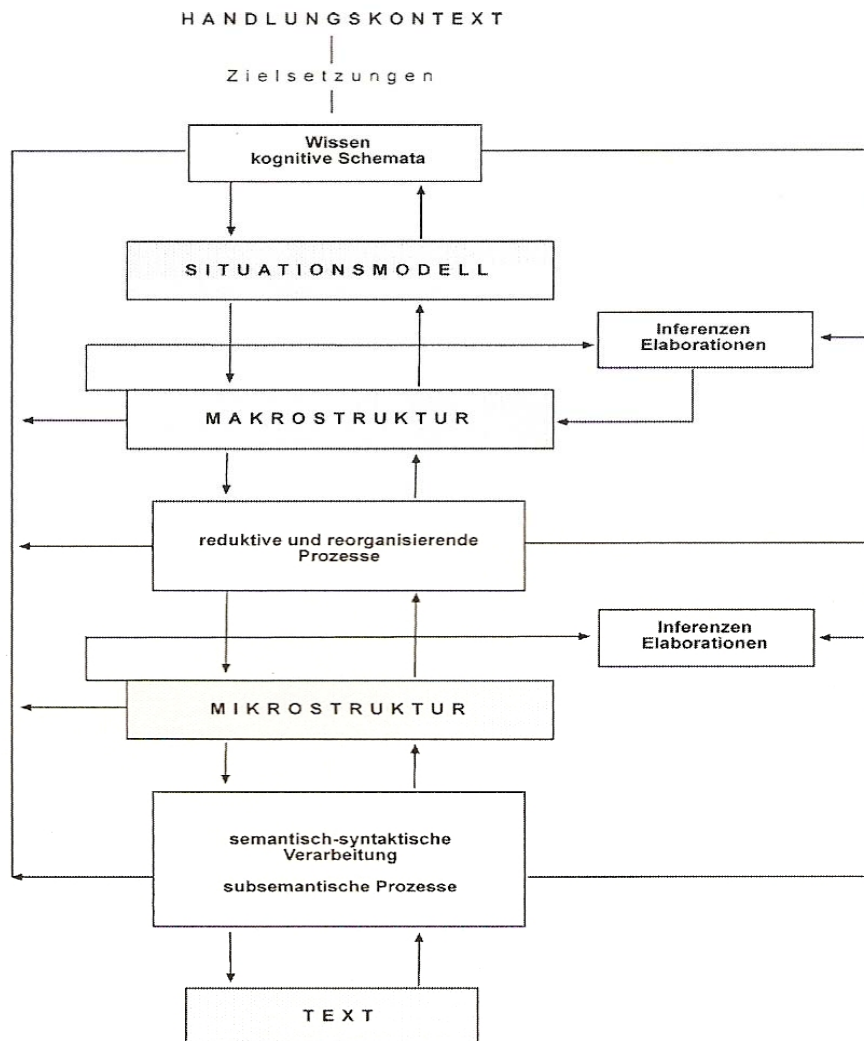 HANDLUNGSKONTEXT
Zielsetzungen
Wissen
kognitive Schemata
SITUATIONSMODELL
Inferenzen
Elaborationen
MAKROSTRUKTUR
reduktive und reorganisierende
Prozesse
Inferenzen
Elaborationen
MIKROSTRUKTUR
semantisch-syntaktische
Verarbeitung
subsemantische Prozesse
TEXT